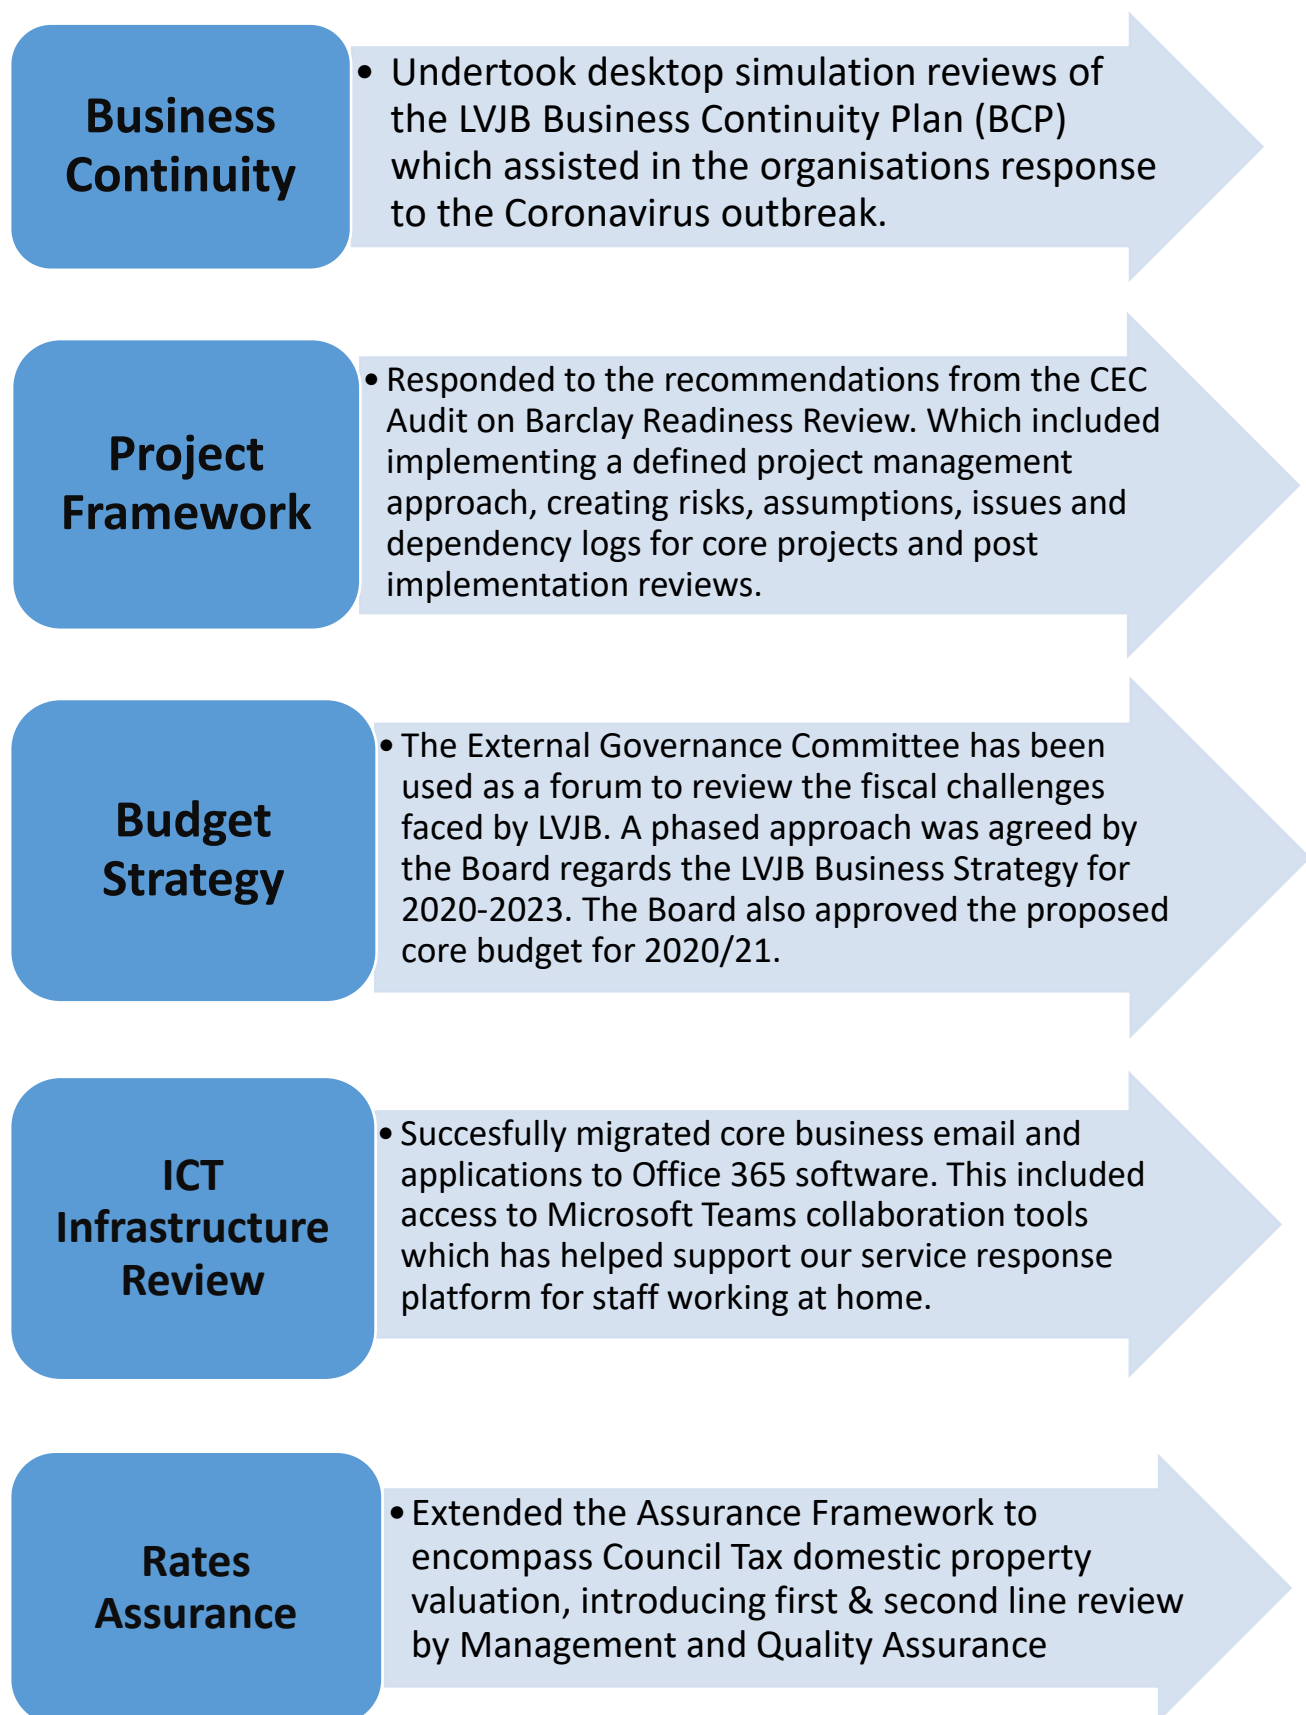 Business
Continuity
• Undertook desktop simulation reviews of
the LVJB Business Continuity Plan (BCP)
which assisted in the organisations response
to the Coronavirus outbreak.
Project
Framework
• Responded to the recommendations from the CEC
Audit on Barclay Readiness Review. Which included
implementing a defined project management
approach, creating risks, assumptions, issues and
dependency logs for core projects and post
implementation reviews.
Budget
Strategy
• The External Governance Committee has been
used as a forum to review the fiscal challenges
faced by LVJB. A phased approach was agreed by
the Board regards the LVJB Business Strategy for
2020-2023. The Board also approved the proposed
core budget for 2020/21.
ICT
Infrastructure
Review
• Succesfully migrated core business email and
applications to Office 365 software. This included
access to Microsoft Teams collaboration tools
which has helped support our service response
platform for staff working at home.
Rates
Assurance
• Extended the Assurance Framework to
encompass Council Tax domestic property
valuation, introducing first & second line review
by Management and Quality Assurance